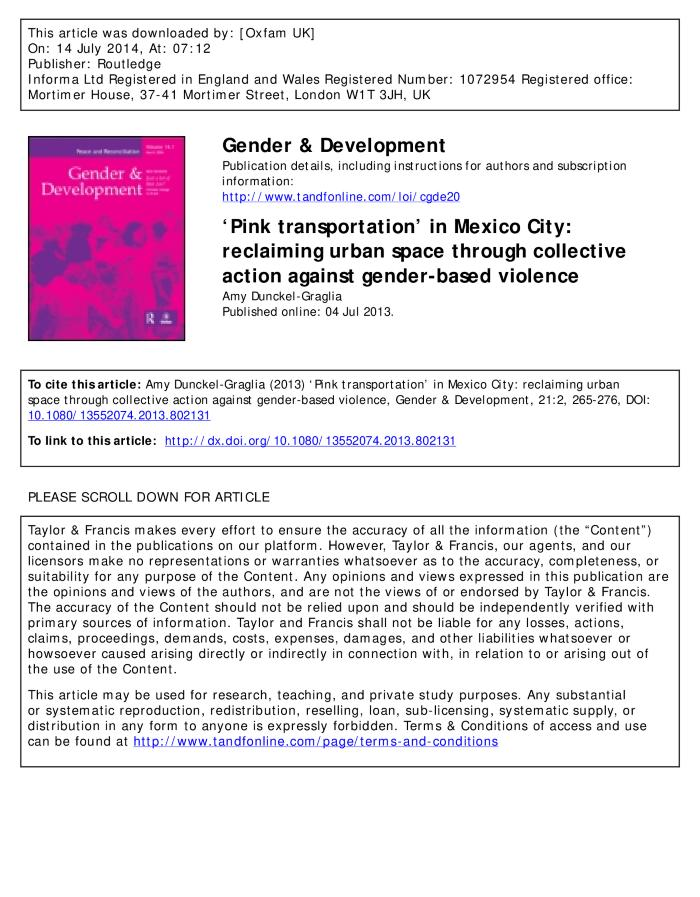 This article was downloaded by: [Oxfam UK]
On: 14 July 2014, At: 07:12
Publisher: Routledge
Informa Ltd Registered in England and Wales Registered Number: 1072954 Registered office:
Mortimer House, 37-41 Mortimer Street, London W1T 3JH, UK
Peace and Reconciliation
Gender &
Development
Gender & Development
Publication details, including instructions for authors and subscription
information:
http://www.tandfonline.com/loi/cgde20
‘Pink transportation’ in Mexico City:
reclaiming urban space through collective
action against gender-based violence
Amy Dunckel-Graglia
Published online: 04 Jul 2013.
To cite this article: Amy Dunckel-Graglia (2013) ‘Pink transportation’ in Mexico City: reclaiming urban
space through collective action against gender-based violence, Gender & Development, 21:2, 265-276, DOI:
10.1080/13552074.2013.802131
To link to this article: http://dx.doi.org/10.1080/13552074.2013.802131
PLEASE SCROLL DOWN FOR ARTICLE
Taylor & Francis makes every effort to ensure the accuracy of all the information (the “Content”)
contained in the publications on our platform. However, Taylor & Francis, our agents, and our
licensors make no representations or warranties whatsoever as to the accuracy, completeness, or
suitability for any purpose of the Content. Any opinions and views expressed in this publication are
the opinions and views of the authors, and are not the views of or endorsed by Taylor & Francis.
The accuracy of the Content should not be relied upon and should be independently verified with
primary sources of information. Taylor and Francis shall not be liable for any losses, actions,
claims, proceedings, demands, costs, expenses, damages, and other liabilities whatsoever or
howsoever caused arising directly or indirectly in connection with, in relation to or arising out of
the use of the Content.
This article may be used for research, teaching, and private study purposes. Any substantial
or systematic reproduction, redistribution, reselling, loan, sub-licensing, systematic supply, or
distribution in any form to anyone is expressly forbidden. Terms & Conditions of access and use
can be found at http://www.tandfonline.com/page/terms-and-conditions